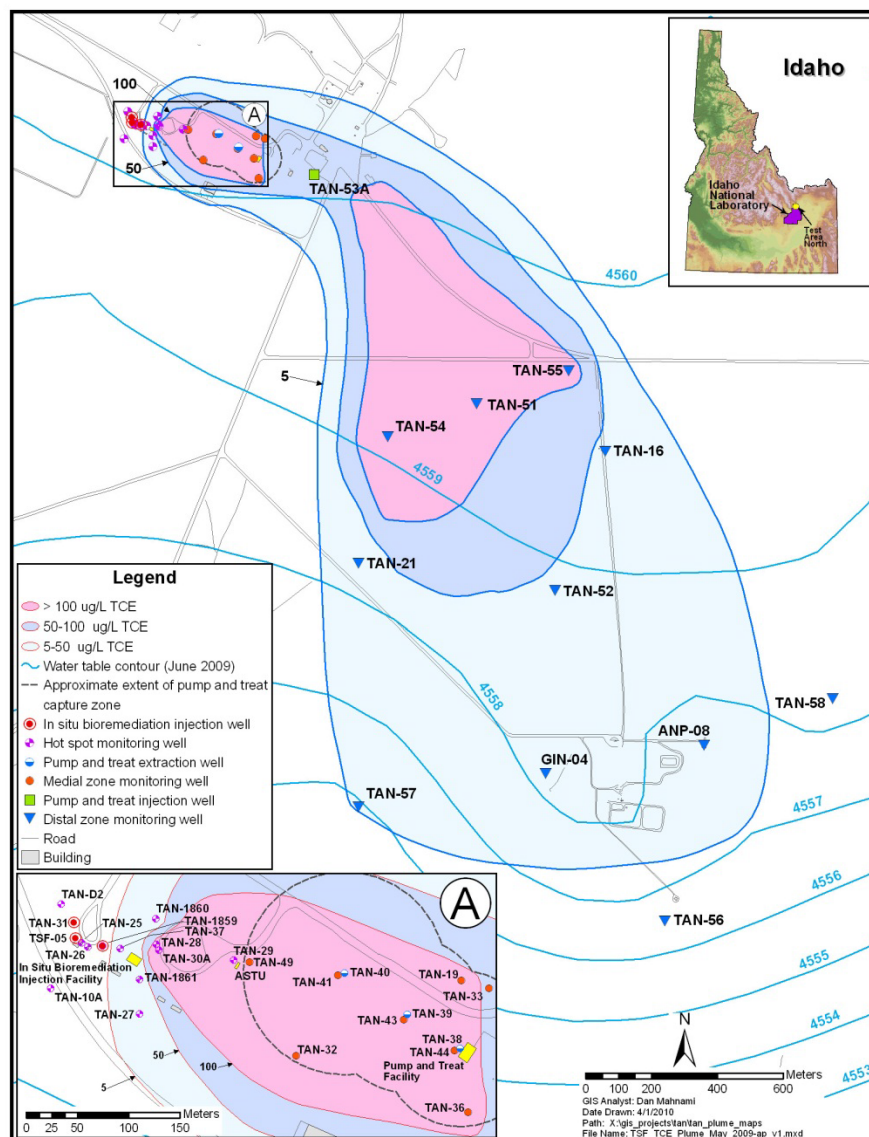 100
A
50
TAN-53A
Idaho
Idaho
National
Laboratory
Test
Area
North
4560
5
TAN-55
TAN-51
TAN-54
TAN-16
4559
TAN-21
TAN-52
4558
TAN-58
ANP-08
GIN-04
TAN-57
4557
TAN-56
4556
4555
4554
4553
Legend
> 100 ug/L TCE
50-100 ug/L TCE
5-50 ug/L TCE
Water table contour (June 2009)
Approximate extent of pump and treat
capture zone
In situ bioremediation injection well
Hot spot monitoring well
Pump and treat extraction well
Medial zone monitoring well
Pump and treat injection well
Distal zone monitoring well
Road
Building
A
TAN-D2
TAN-31
TAN-25
TSF-05
TAN-26
In Situ Bioremediation
Injection Facility
TAN-10A
TAN-27
TAN-1860
TAN-1859
TAN-37
TAN-28
TAN-30A
TAN-1861
TAN-29
TAN-49
ASTU
TAN-41
TAN-40
TAN-19
TAN-33
TAN-43
TAN-39
TAN-38
TAN-44
Pump and Treat
Facility
TAN-32
TAN-36
50
100
5
0 25 50 100 150
Meters
N
Meters
0 100 200 400 600
GIS Analyst: Dan Mahnami
Date Drawn: 4/1/2010
Path: X:\gis_projects\tan\tan_plume_maps
File Name: TSF_TCE_Plume_May_2009-ap_v1.mxd